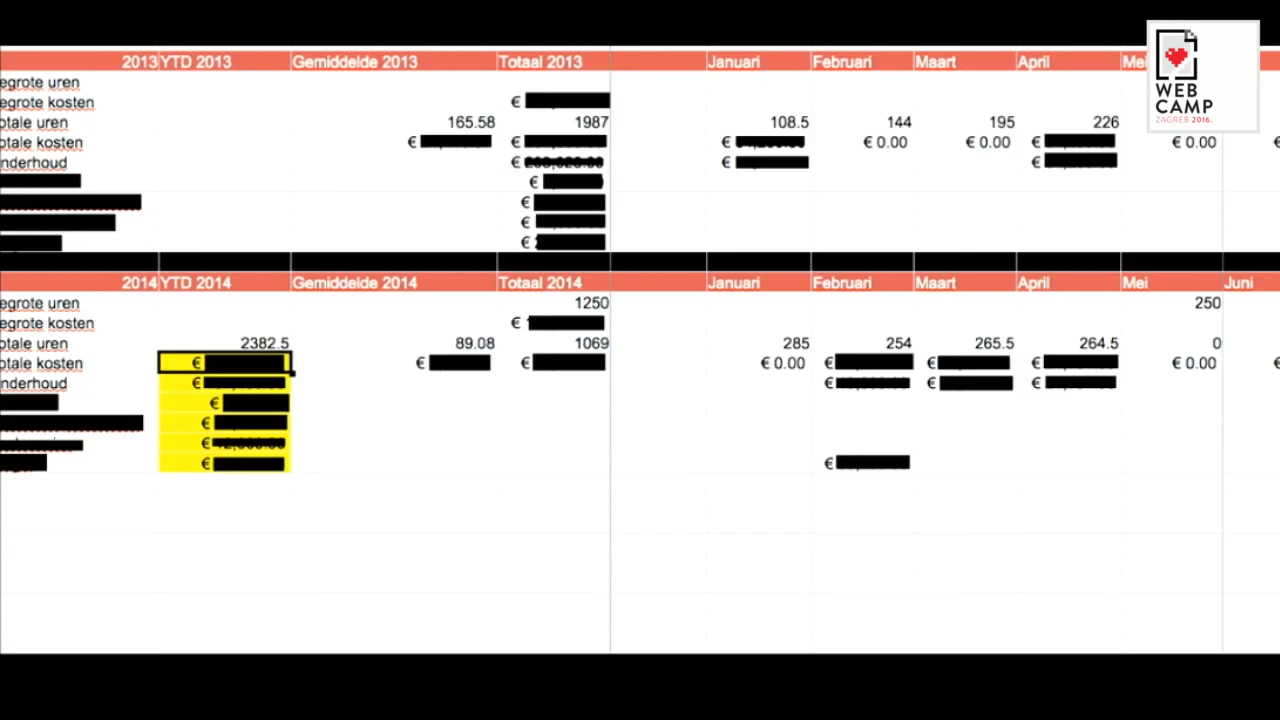 2013 YTD 2013 Gemiddelde 2013 Totaal 2013 Januari Februari Maart April
egrote uren
egrote kosten €
otale uren 165.58 1987 108.5 144 195 226
otale kosten € € € € 0.00 € 0.00 € € 0.00 €
nderhoud € € €
€
€
€
€
2014 YTD 2014 Gemiddelde 2014 Totaal 2014 Januari Februari Maart April Mei Juni
egrote uren 1250 250
egrote kosten €
otale uren 2382.5 89.08 1069 285 254 265.5 264.5 0
otale kosten € € € € 0.00 € € € € 0.00 €
nderhoud € € € €
€
€
€
€ €
WEB
CAMP
ZAGREB 2016.